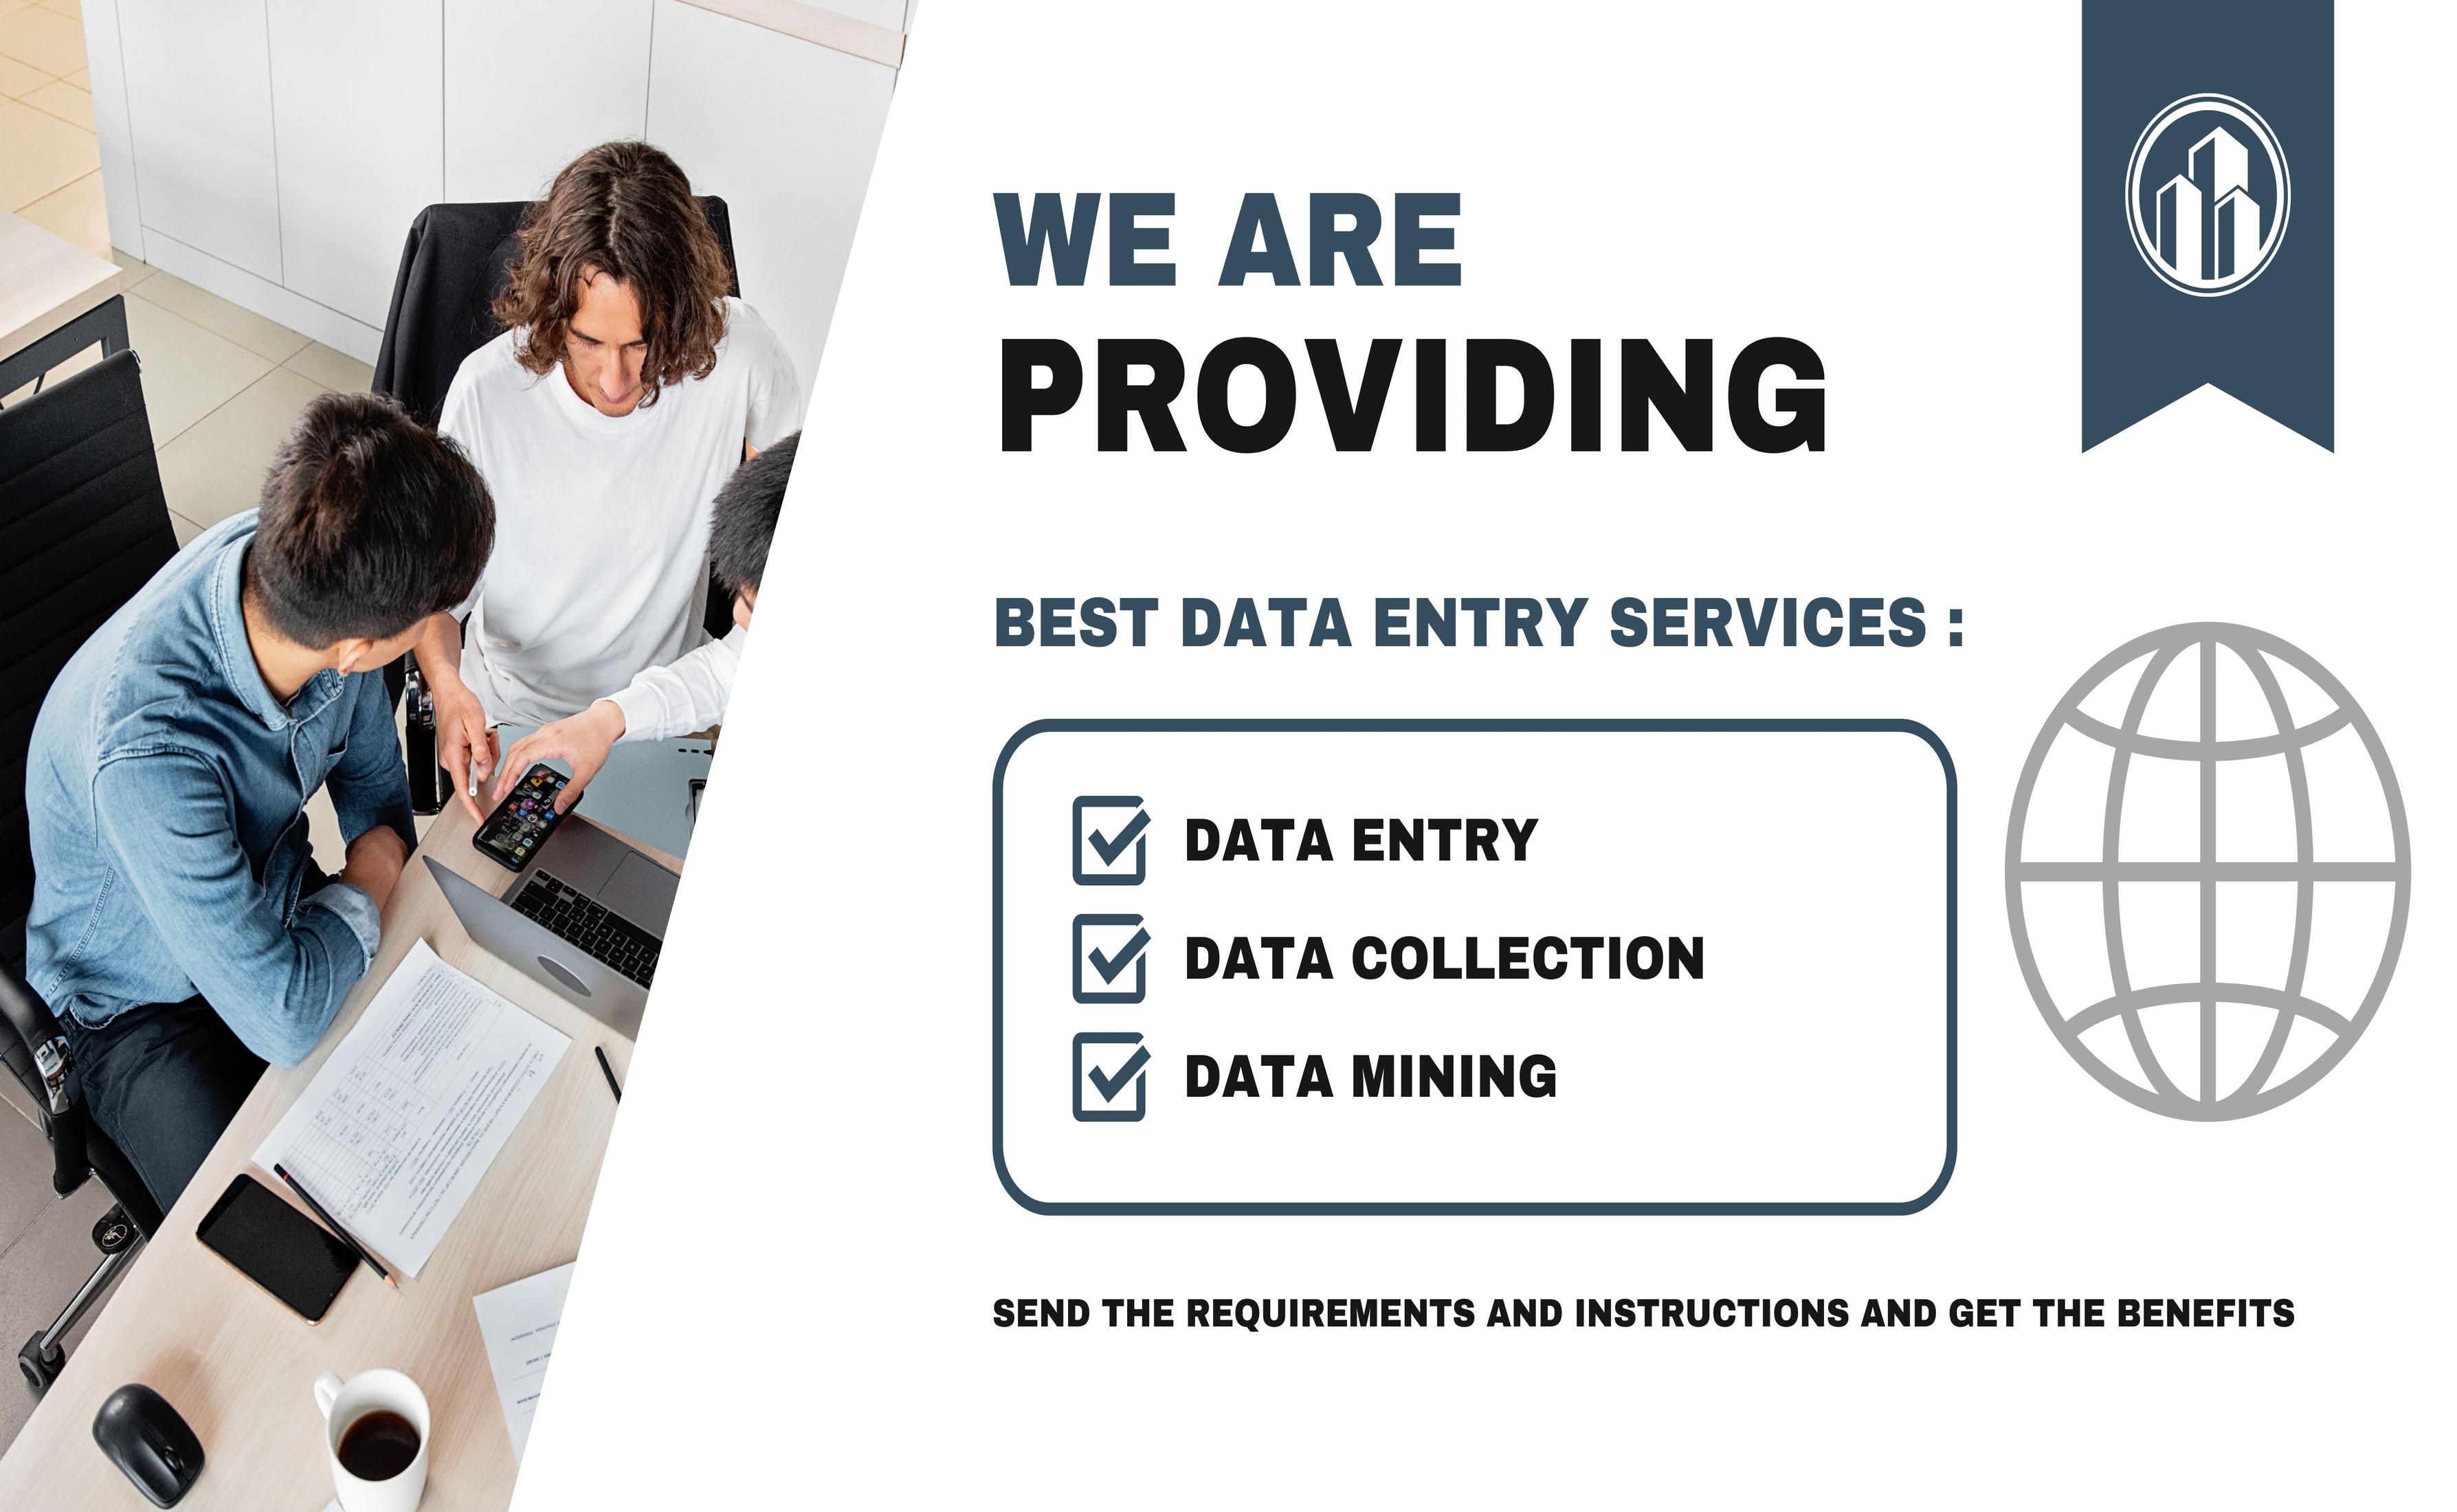 WE ARE
PROVIDING
BEST DATA ENTRY SERVICES :
DATA ENTRY
DATA COLLECTION
DATA MINING
SEND THE REQUIREMENTS AND INSTRUCTIONS AND GET THE BENEFITS